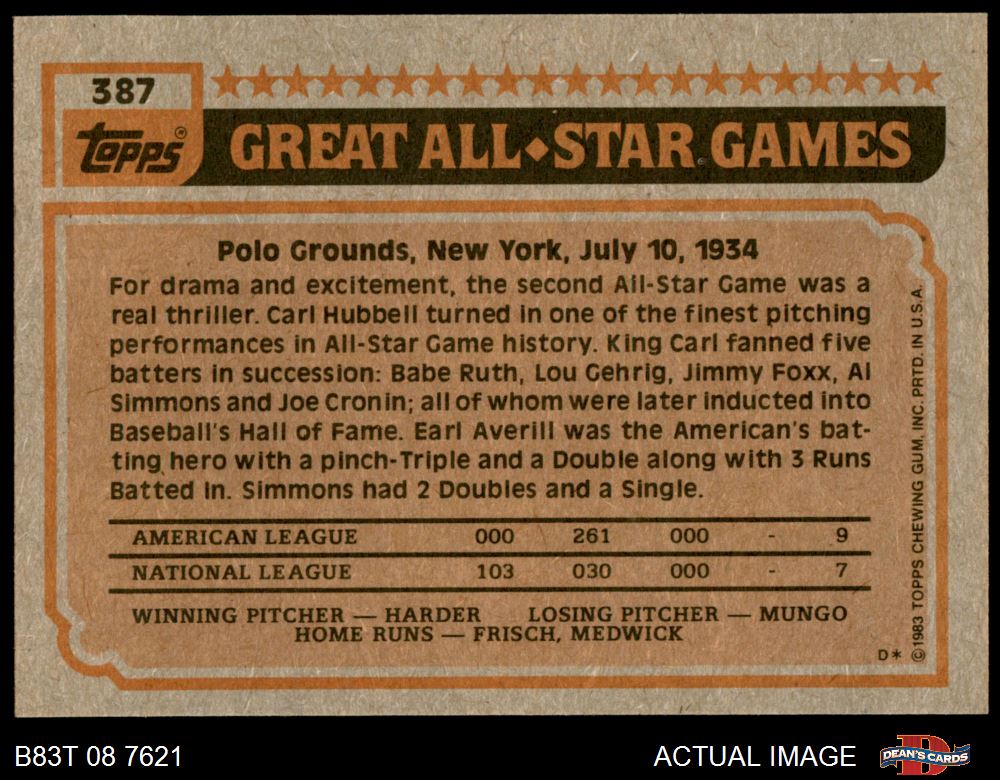 387
Topps®
GREAT ALL◆STAR GAMES
Polo Grounds, New York, July 10, 1934
For drama and excitement, the second All-Star Game was a
real thriller. Carl Hubbell turned in one of the finest pitching
performances in All-Star Game history. King Carl fanned five
batters in succession: Babe Ruth, Lou Gehrig, Jimmy Foxx, Al
Simmons and Joe Cronin; all of whom were later inducted into
Baseball's Hall of Fame. Earl Averill was the American's bat-
ting hero with a pinch-Triple and a Double along with 3 Runs
Batted In. Simmons had 2 Doubles and a Single.
AMERICAN LEAGUE 000 261 000 - 9
NATIONAL LEAGUE 103 030 000 - 7
WINNING PITCHER — HARDER LOSING PITCHER — MUNGO
HOME RUNS — FRISCH, MEDWICK
D*
©1983 TOPPS CHEWING GUM, INC. PRTD. IN U.S.A.
B83T 08 7621
ACTUAL IMAGE
DEAN'S CARDS